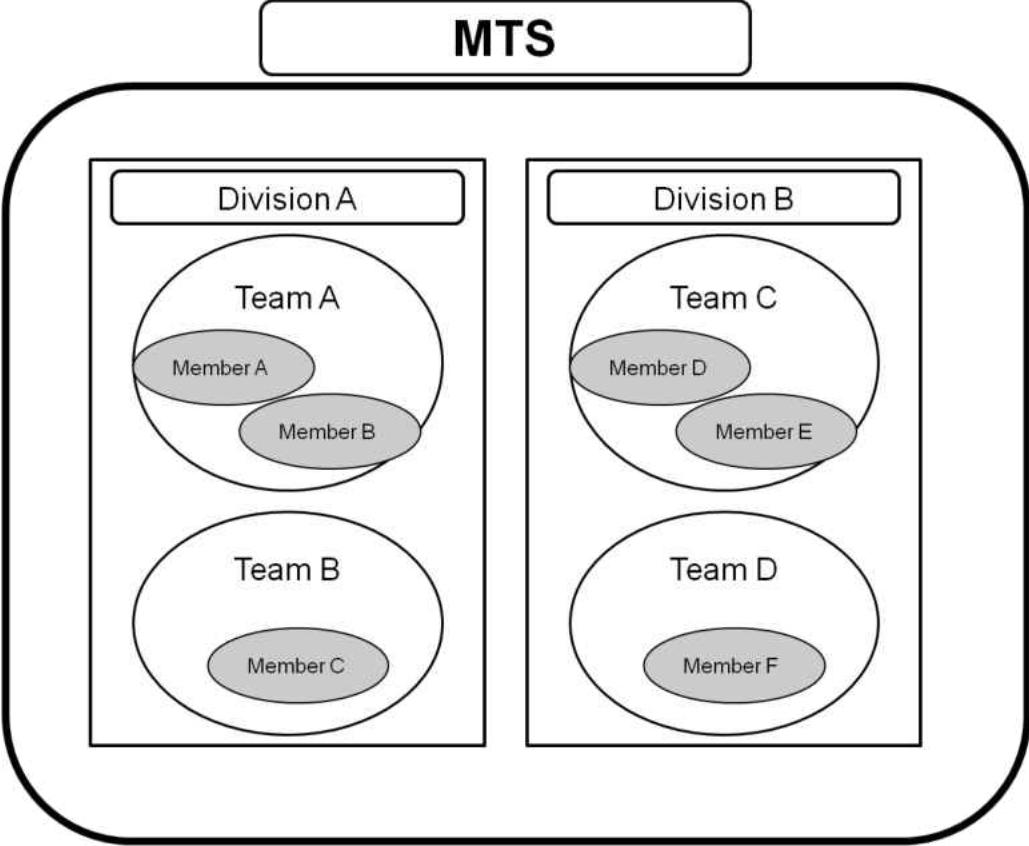 MTS
Division A
Team A
Member A
Member B
Team B
Member C
Division B
Team C
Member D
Member E
Team D
Member F